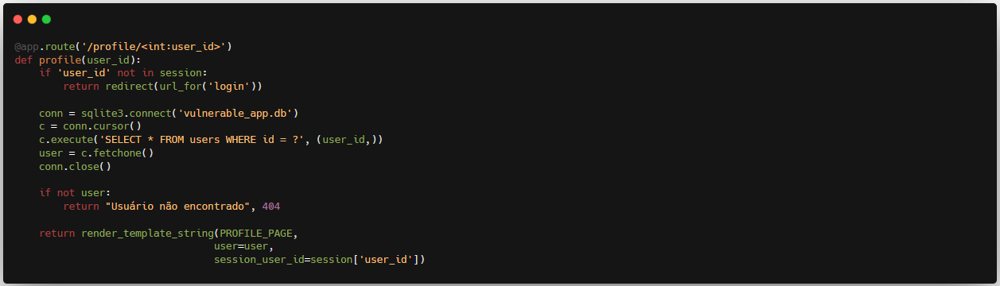 @app.route('/profile/<int:user_id>')
def profile(user_id):
    if 'user_id' not in session:
        return redirect(url_for('login'))
    conn = sqlite3.connect('vulnerable_app.db')
    c = conn.cursor()
    c.execute('SELECT * FROM users WHERE id = ?', (user_id,))
    user = c.fetchone()
    conn.close()
    if not user:
        return "Usuário não encontrado", 404
    return render_template_string(PROFILE_PAGE,
                                user=user,
                                session_user_id=session['user_id'])